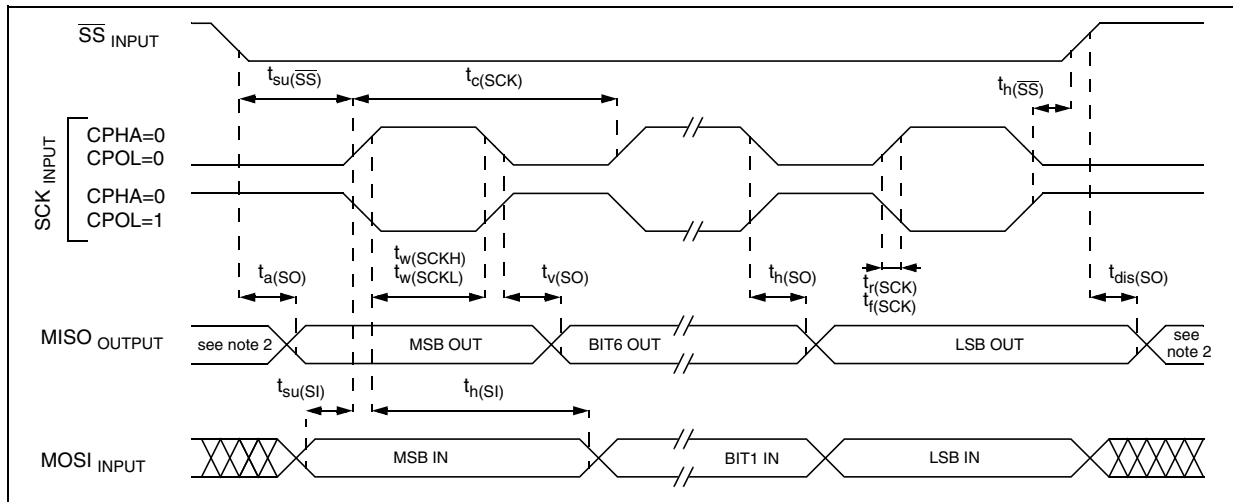 SS INPUT
tsu(SS)
tc(SCK)
th(SS)
SCK INPUT
CPHA=0
CPOL=0
CPHA=0
CPOL=1
ta(SO)
tw(SCKH)
tw(SCKL)
tv(SO)
th(SO)
tr(SCK)
tf(SCK)
tdis(SO)
MISO OUTPUT
see note 2
MSB OUT
BIT6 OUT
LSB OUT
see
note 2
tsu(SI)
th(SI)
MOSI INPUT
MSB IN
BIT1 IN
LSB IN